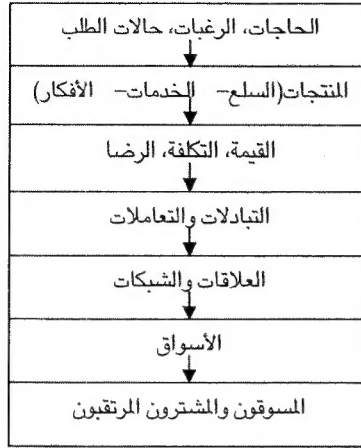 الحاجات، الرغبات، حالات الطلب
المنتجات(السلع– الخدمات– الأفكار)
القيمة، التكلفة، الرضا
التبادلات والتعاملات
العلاقات والشبكات
الأسواق
المسوقون والمشترون المرتقبون